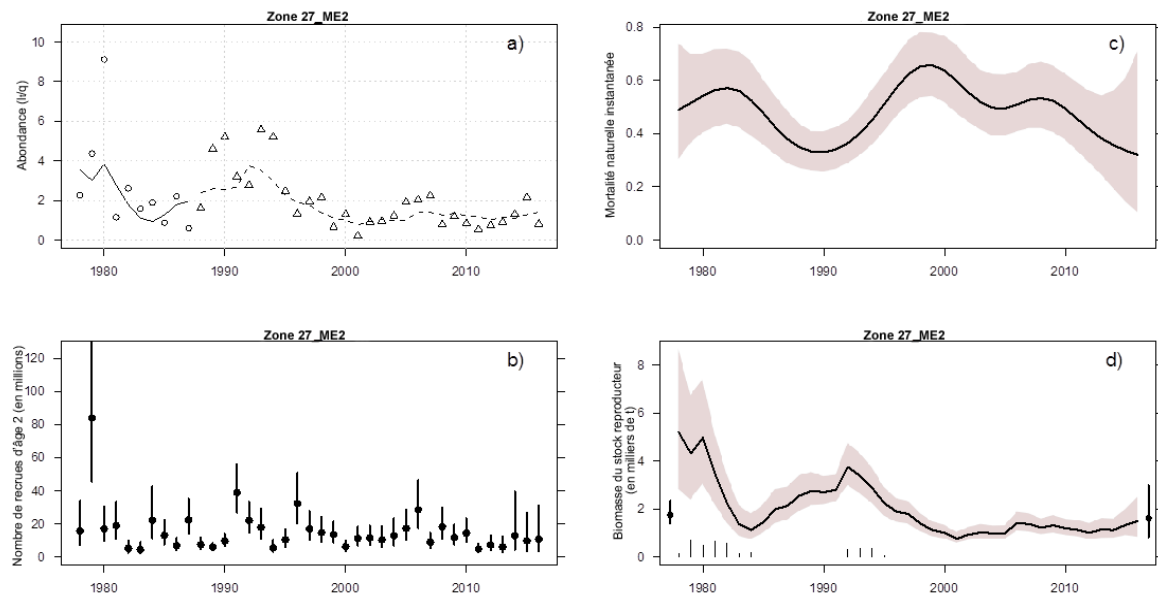 Zone 27_ME2
a)
Abondance (I/q)
10
8
6
4
2
0
1980 1990 2000 2010
Zone 27_ME2
c)
Mortalité naturelle instantanée
0.8
0.6
0.4
0.2
0.0
1980 1990 2000 2010
Zone 27_ME2
b)
Nombre de recrues d'âge 2 (en millions)
120
100
80
60
40
20
0
1980 1990 2000 2010
Zone 27_ME2
d)
Biomasse du stock reproducteur
(en milliers de t)
8
6
4
2
0
1980 1990 2000 2010